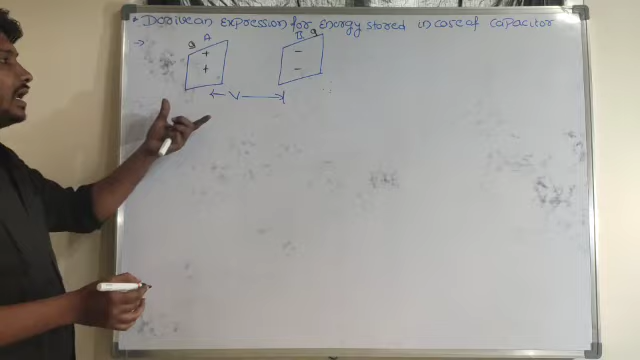 * Derive an expression for energy stored in case of capacitor
→ q A B q
+ -
+ -
← V →